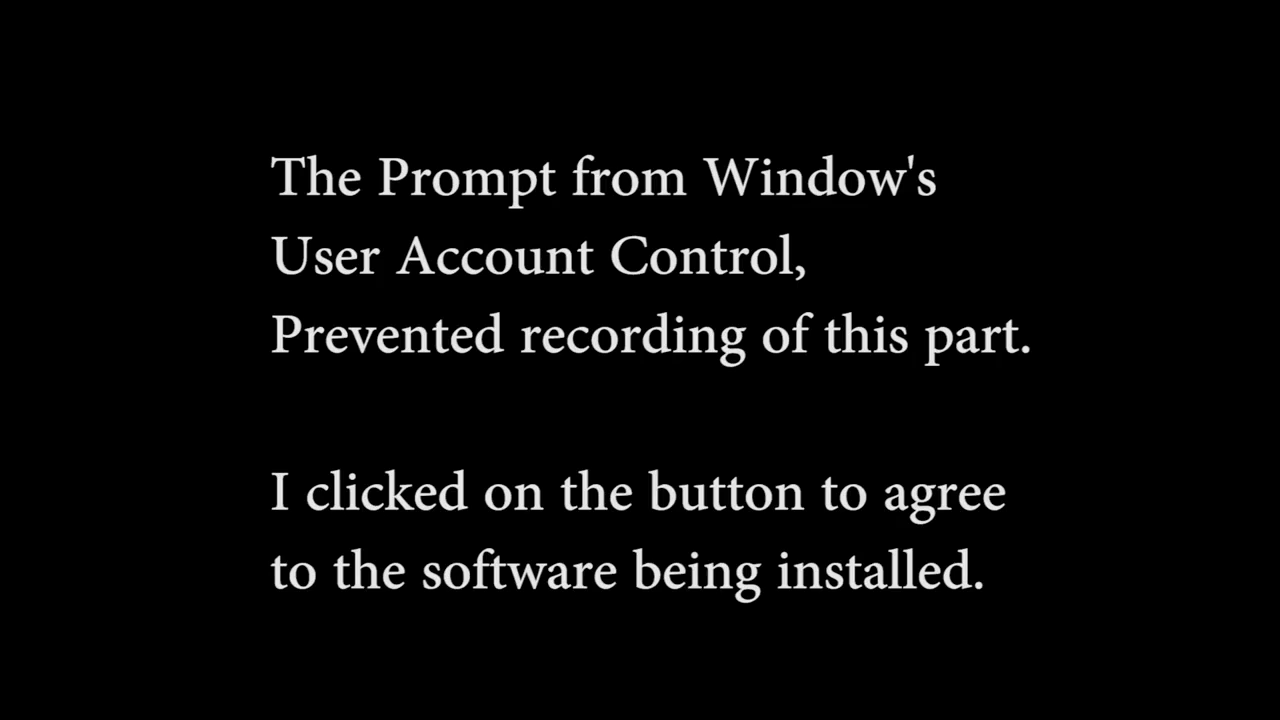 The Prompt from Window's
User Account Control,
Prevented recording of this part.
I clicked on the button to agree
to the software being installed.